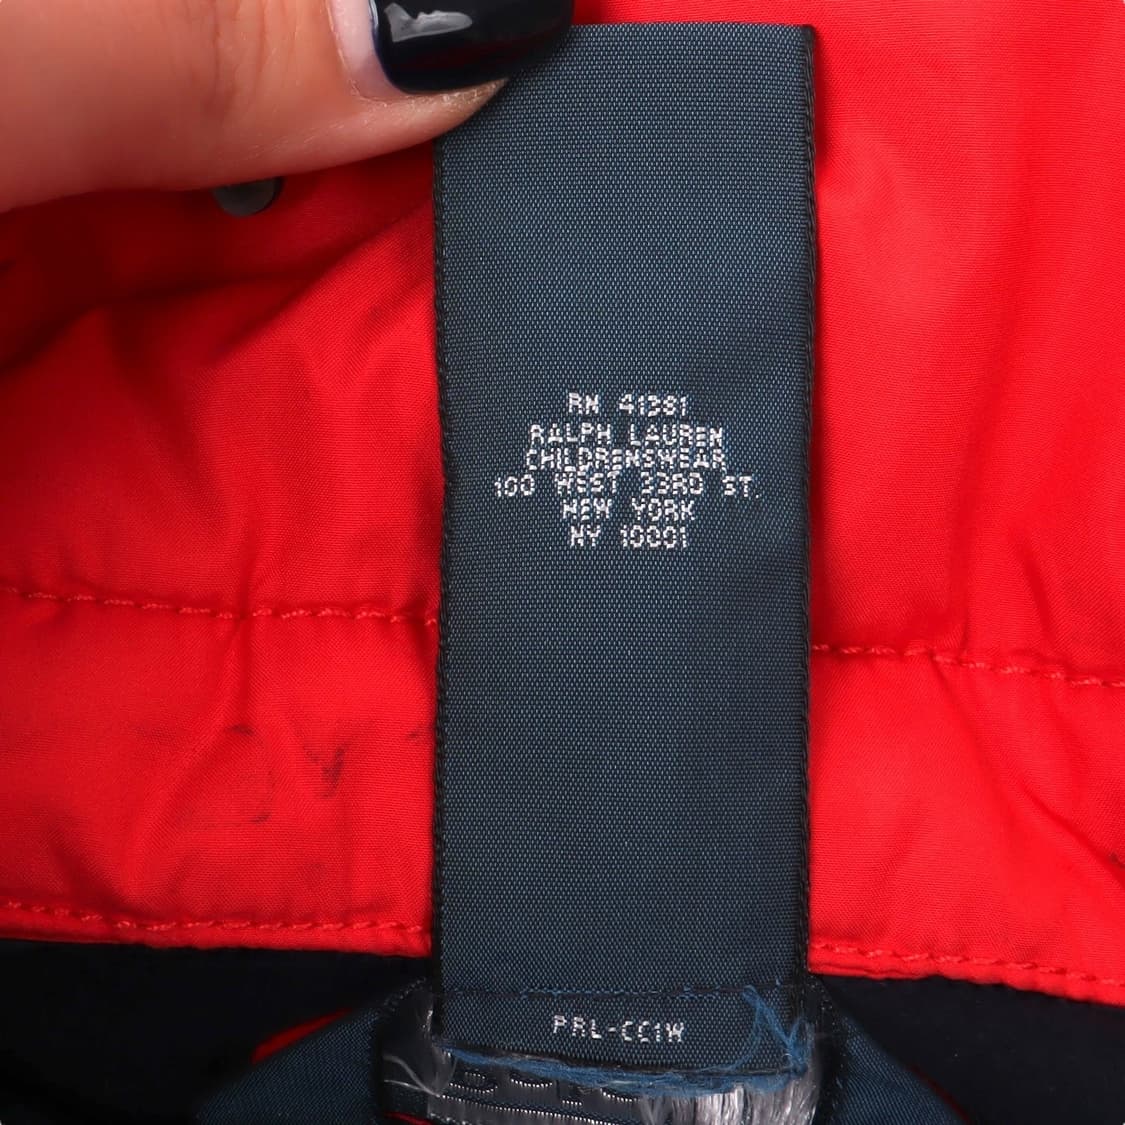 RN 41381
RALPH LAUREN
CHILDRENSWEAR
100 WEST 33RD ST.
NEW YORK
NY 10001
PRL-CC1W